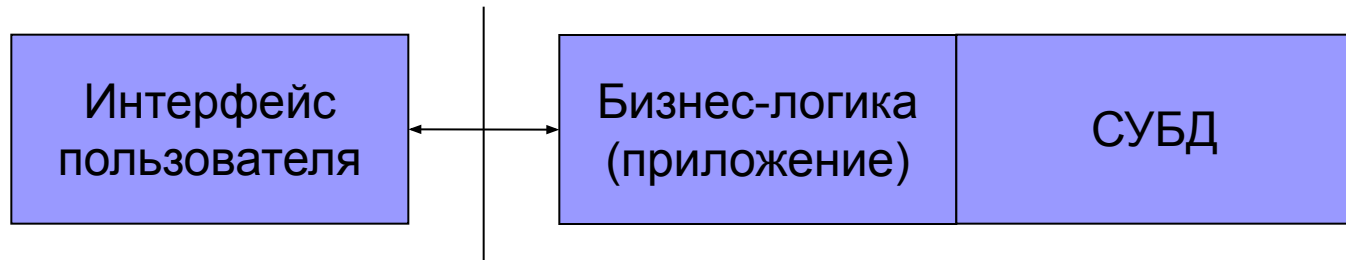 Интерфейс
пользователя
Бизнес-логика
(приложение)
СУБД